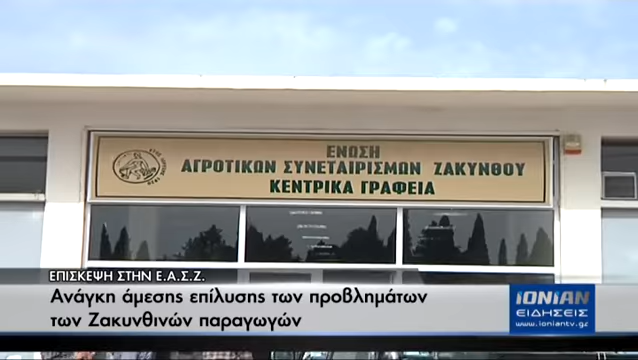 ΕΝΩΣΗ
ΑΓΡΟΤΙΚΩΝ ΣΥΝΕΤΑΙΡΙΣΜΩΝ ΖΑΚΥΝΘΟΥ
ΚΕΝΤΡΙΚΑ ΓΡΑΦΕΙΑ
ΕΠΙΣΚΕΨΗ ΣΤΗΝ Ε.Α.Σ.Ζ.
Ανάγκη άμεσης επίλυσης των προβλημάτων
των Ζακυνθινών παραγωγών
IONIAN
ΕΙΔΗΣΕΙΣ
www.ioniantv.gr